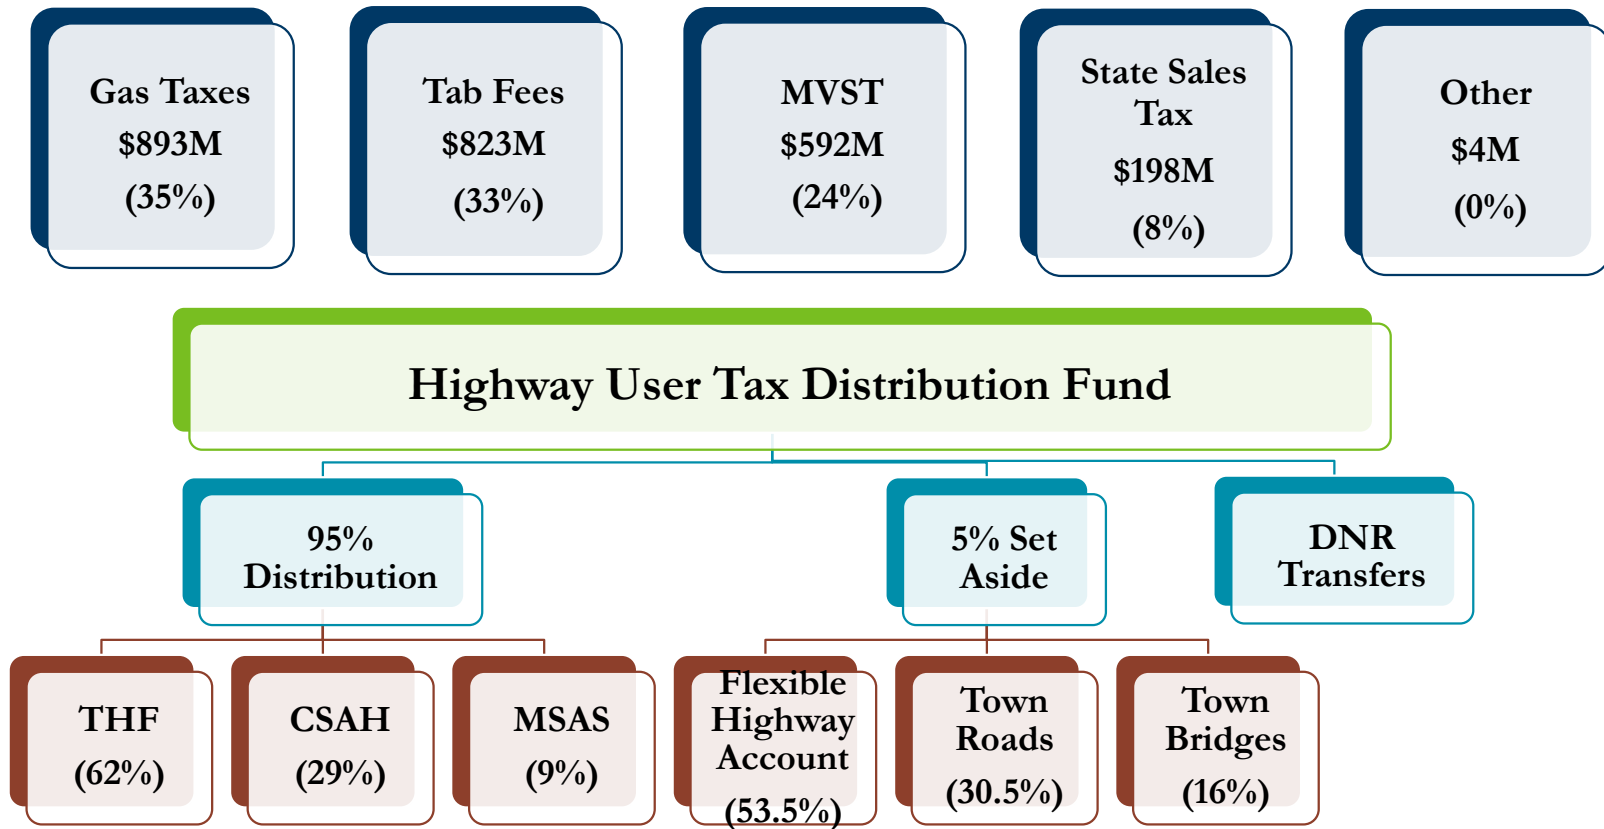 Gas Taxes
$893M
(35%)
Tab Fees
$823M
(33%)
MVST
$592M
(24%)
State Sales
Tax
$198M
(8%)
Other
$4M
(0%)
Highway User Tax Distribution Fund
95%
Distribution
5% Set
Aside
DNR
Transfers
THF
(62%)
CSAH
(29%)
MSAS
(9%)
Flexible
Highway
Account
(53.5%)
Town
Roads
(30.5%)
Town
Bridges
(16%)